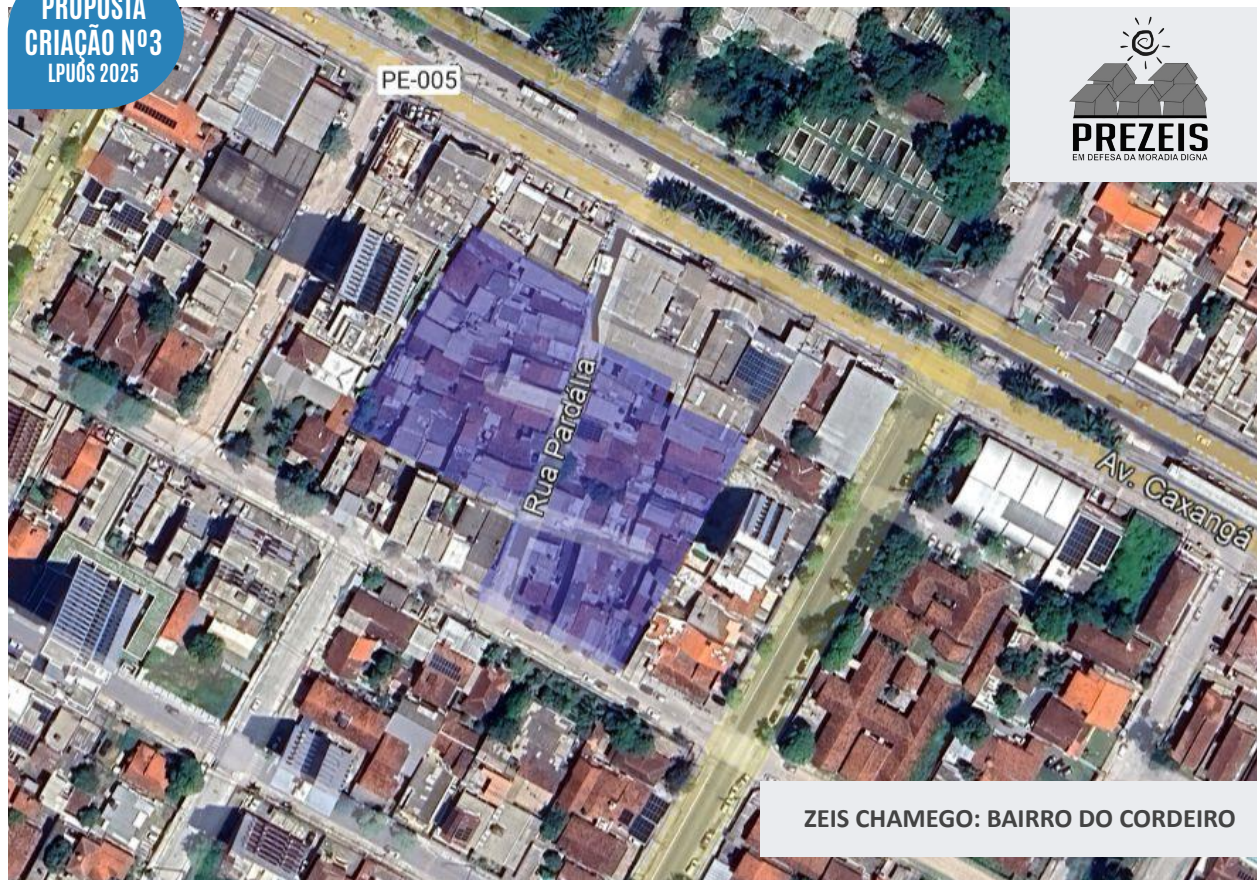 PROPOSTA
CRIAÇÃO Nº3
LPUOS 2025
PE-005
PREZEIS
EM DEFESA DA MORADIA DIGNA
Rua Pardália
Av. Caxangá
ZEIS CHAMEGO: BAIRRO DO CORDEIRO